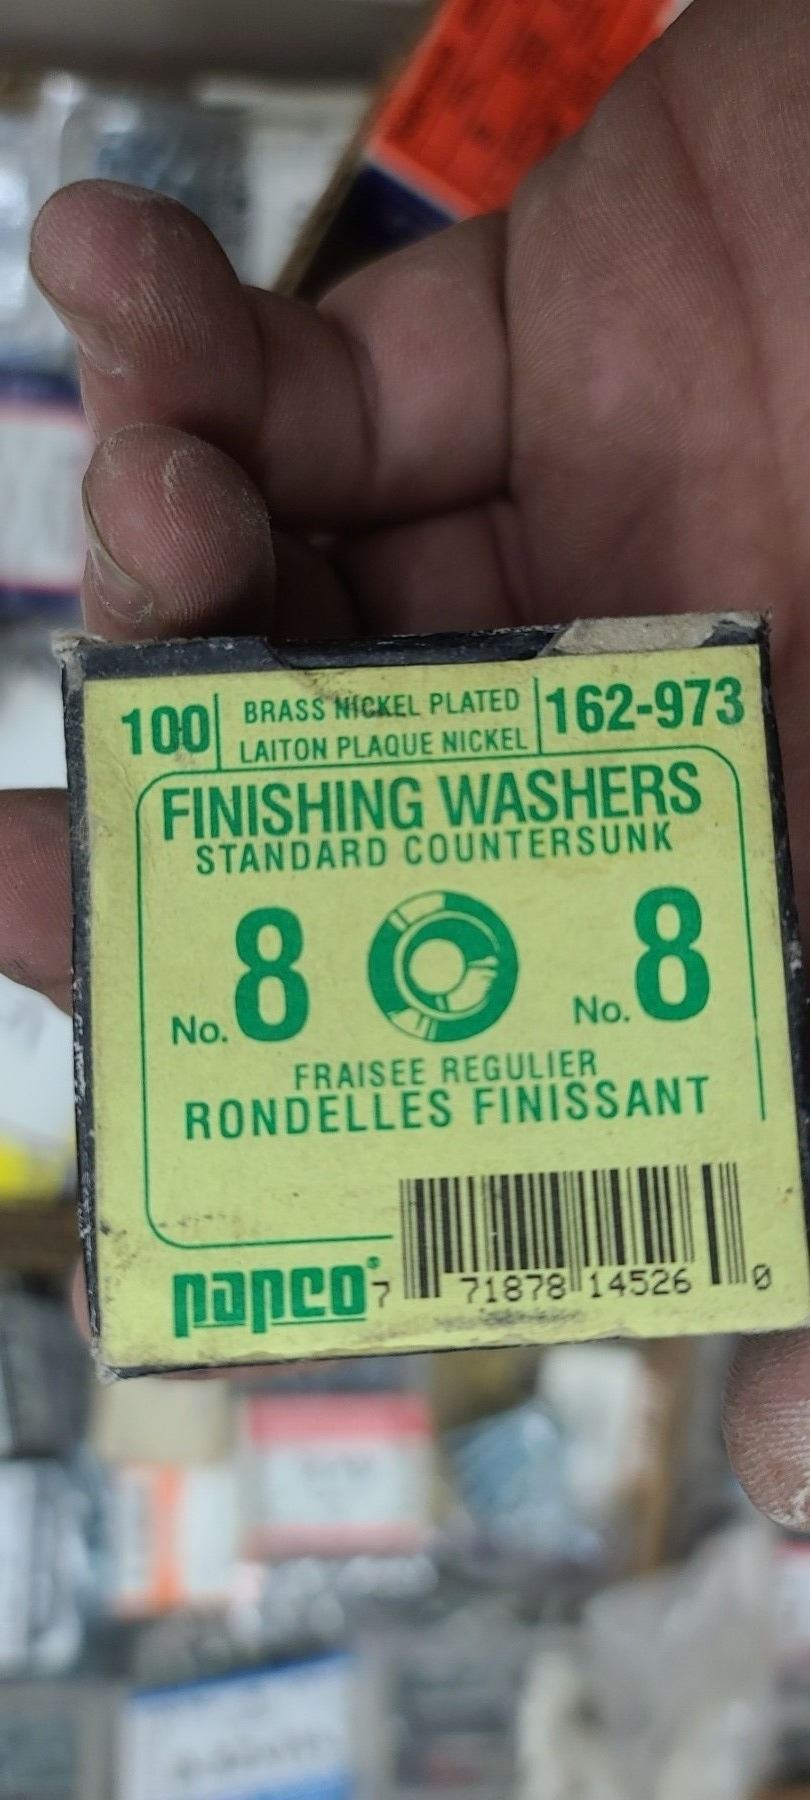 100 BRASS NICKEL PLATED 162-973
LAITON PLAQUE NICKEL
FINISHING WASHERS
STANDARD COUNTERSUNK
No. 8 No. 8
FRAISEE REGULIER
RONDELLES FINISSANT
papco®
7 71878 14526 0